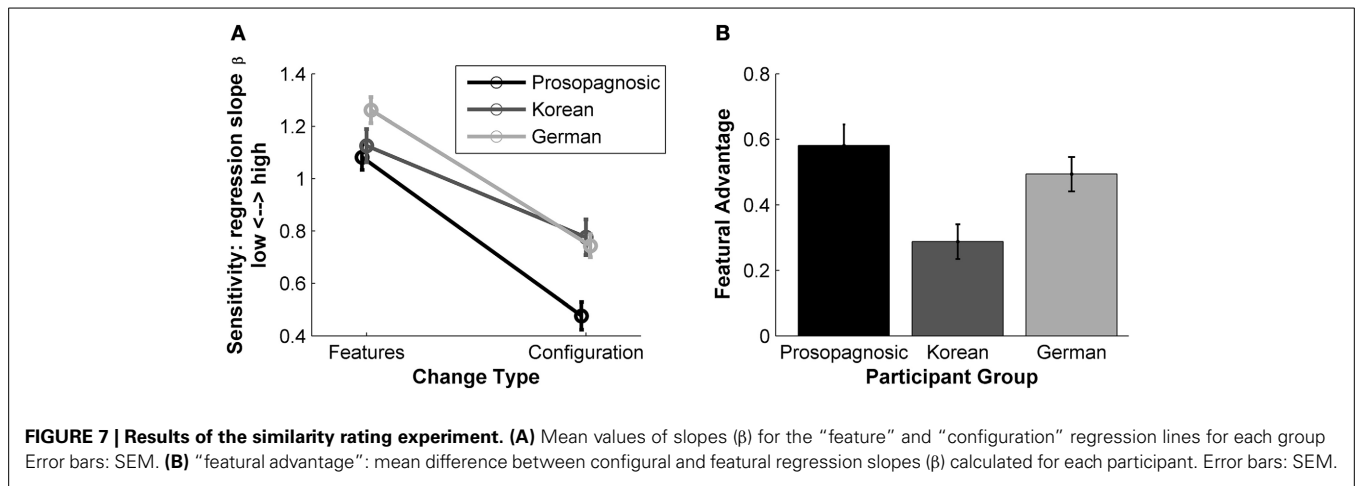 A
Sensitivity: regression slope β
low <--> high
1.4
1.2
1
0.8
0.6
0.4
Prosopagnosic
Korean
German
Features
Configuration
Change Type
B
Featural Advantage
0.8
0.6
0.4
0.2
0
Prosopagnosic
Korean
German
Participant Group
FIGURE 7 | Results of the similarity rating experiment. (A) Mean values of slopes (β) for the “feature” and “configuration” regression lines for each group
Error bars: SEM. (B) “featural advantage”: mean difference between configural and featural regression slopes (β) calculated for each participant. Error bars: SEM.